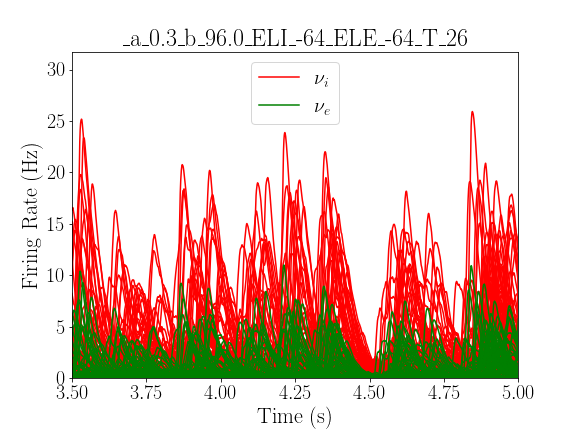 _a_0.3_b_96.0_ELI_-64_ELE_-64_T_26
30
25
20
15
10
5
0
Firing Rate (Hz)
ν_i
ν_e
3.50 3.75 4.00 4.25 4.50 4.75 5.00
Time (s)